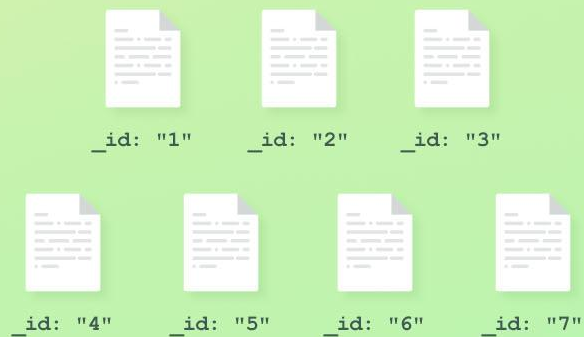 _id: "1" _id: "2" _id: "3"
_id: "4" _id: "5" _id: "6" _id: "7"